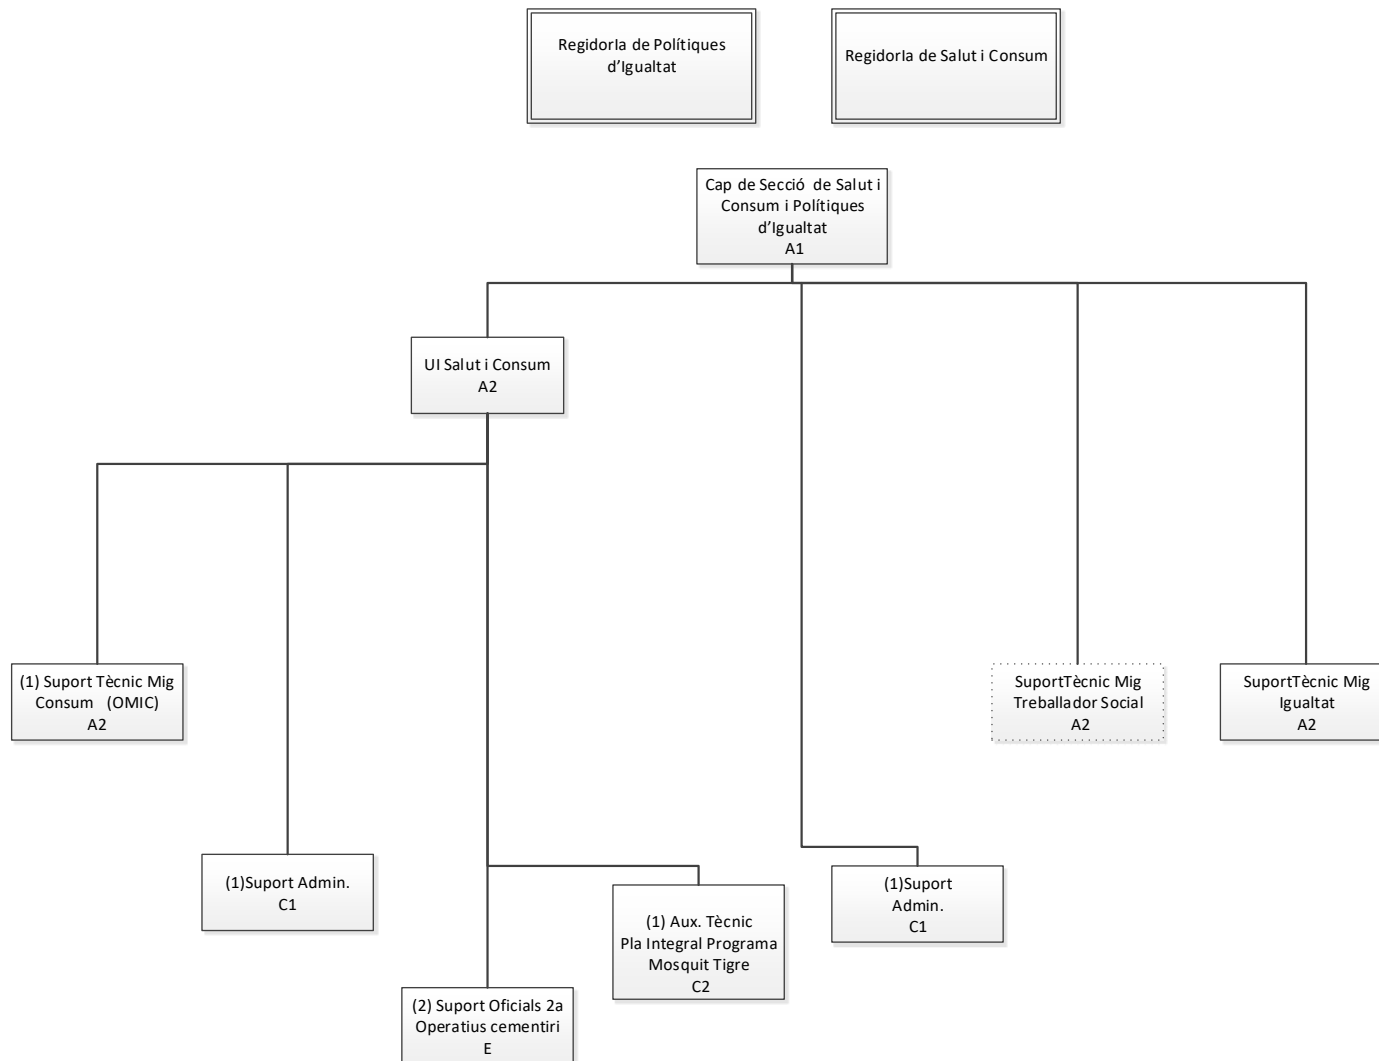 RegidorIa de Polítiques
d'Igualtat
RegidorIa de Salut i Consum
Cap de Secció de Salut i
Consum i Polítiques
d'Igualtat
A1
UI Salut i Consum
A2
(1) Suport Tècnic Mig
Consum (OMIC)
A2
SuportTècnic Mig
Treballador Social
A2
SuportTècnic Mig
Igualtat
A2
(1)Suport Admin.
C1
(1)Suport
Admin.
C1
(1) Aux. Tècnic
Pla Integral Programa
Mosquit Tigre
C2
(2) Suport Oficials 2a
Operatius cementiri
E